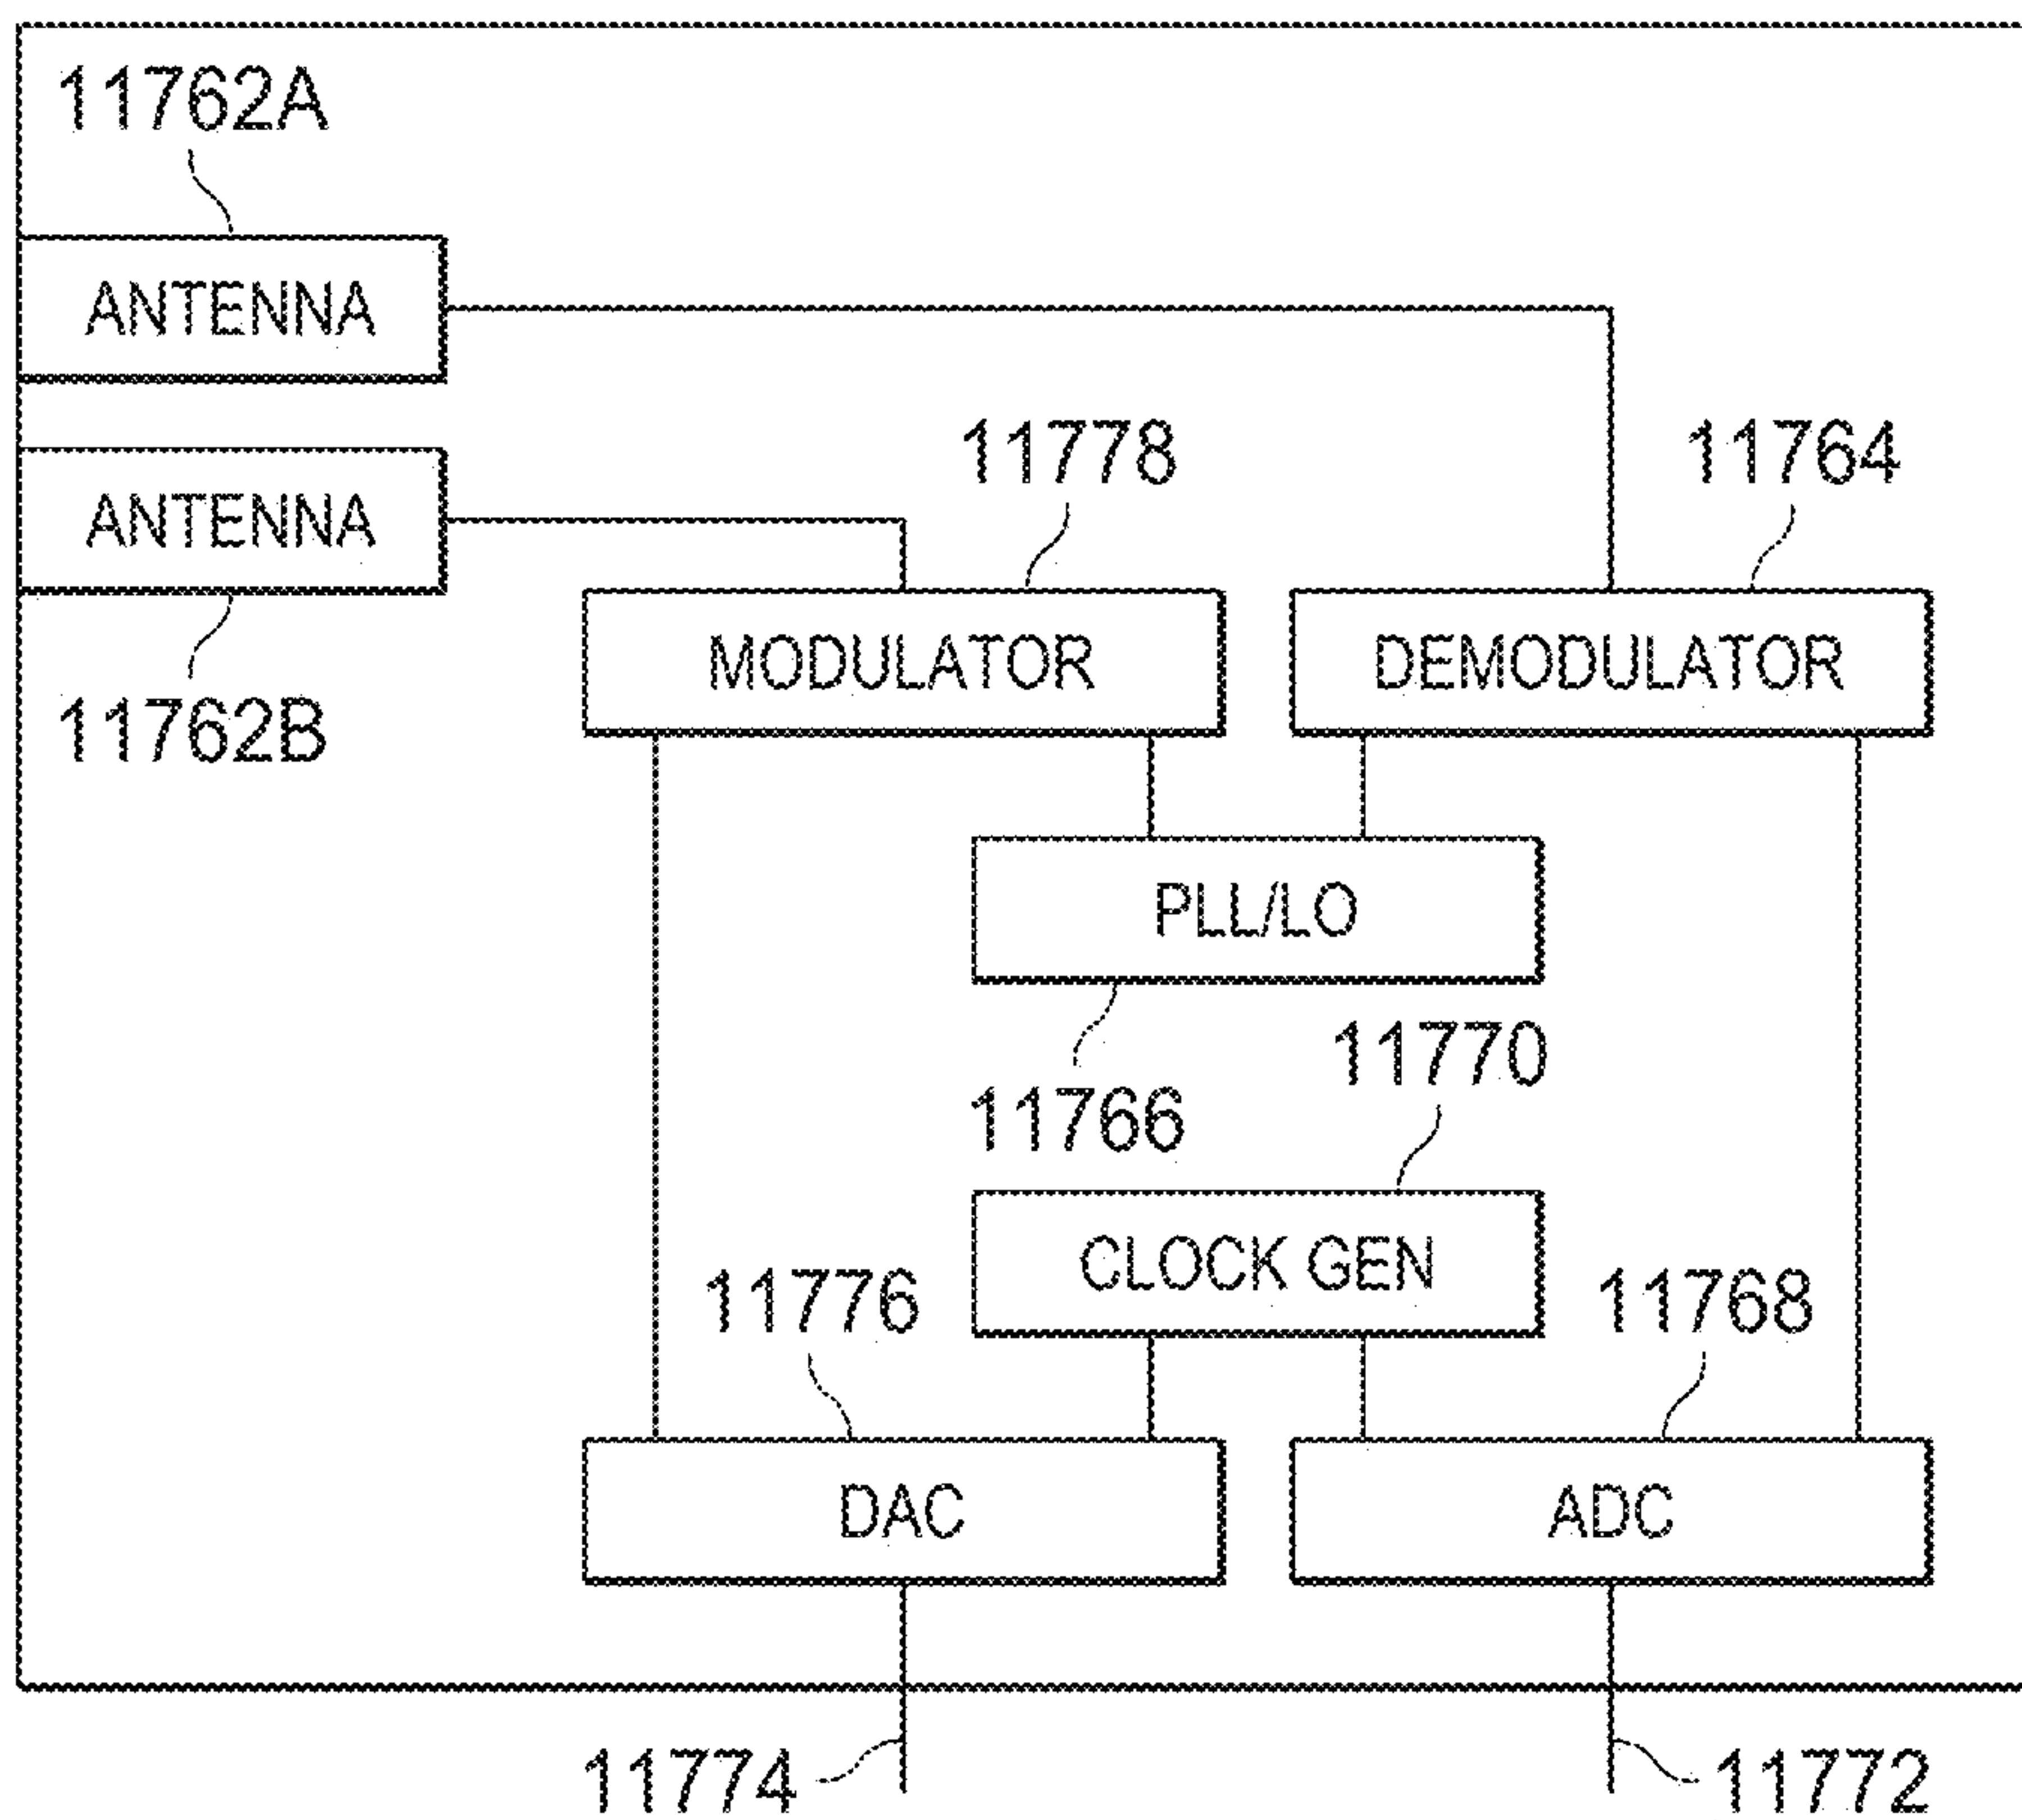 11762A
ANTENNA
11778
11764
ANTENNA
MODULATOR
DEMODULATOR
11762B
PLL/LO
11770
11766
CLOCK GEN
11776
11768
DAC
ADC
11774
11772